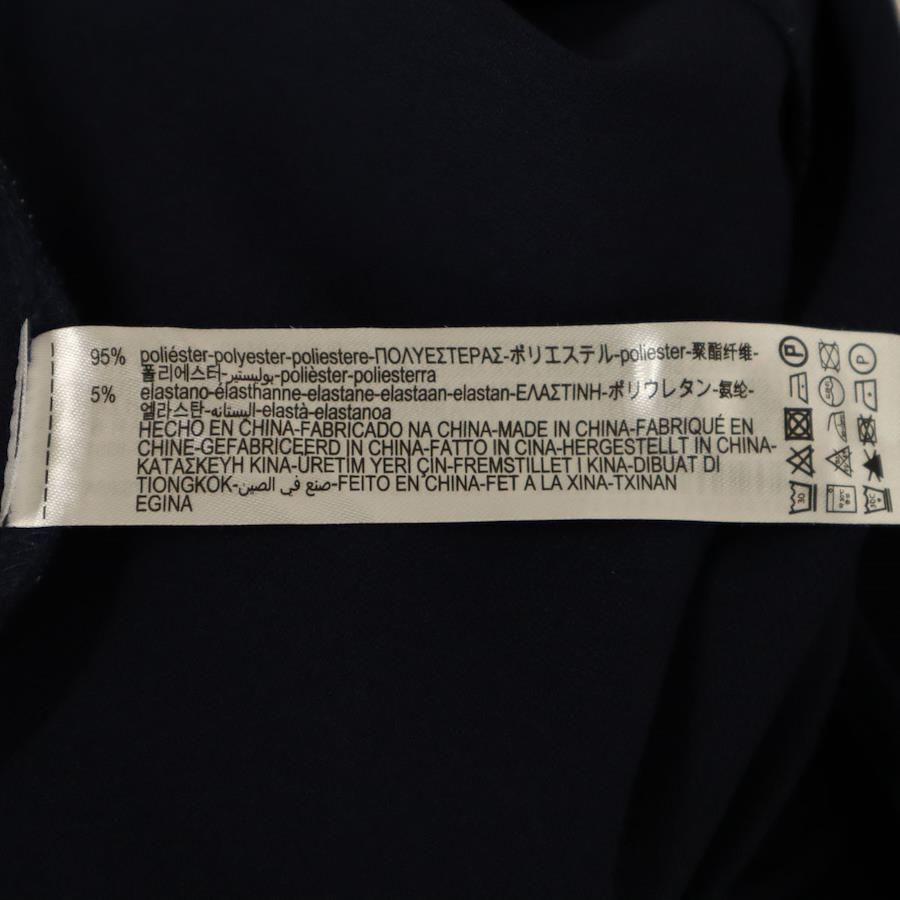 95% poliéster-polyester-poliestere-ΠΟΛΥΕΣΤΕΡΑΣ-ポリエステル-poliester-聚酯纤维-
폴리에스터-بوليستير-polièster-poliesterra
5% elastano-élasthanne-elastane-elastaan-elastan-ΕΛΑΣΤΙΝΗ-ポリウレタン-氨纶-
엘라스탄-اليستانه-elastà-elastanoa
HECHO EN CHINA-FABRICADO NA CHINA-MADE IN CHINA-FABRIQUÉ EN
CHINE-GEFABRICEERD IN CHINA-FATTO IN CINA-HERGESTELLT IN CHINA-
ΚΑΤΑΣΚΕΥΗ ΚΙΝΑ-ÜRETIM YERI ÇIN-FREMSTILLET I KINA-DIBUAT DI
TIONGKOK-صنع في الصين-FEITO EN CHINA-FET A LA XINA-TXINAN
EGINA
P
P
30